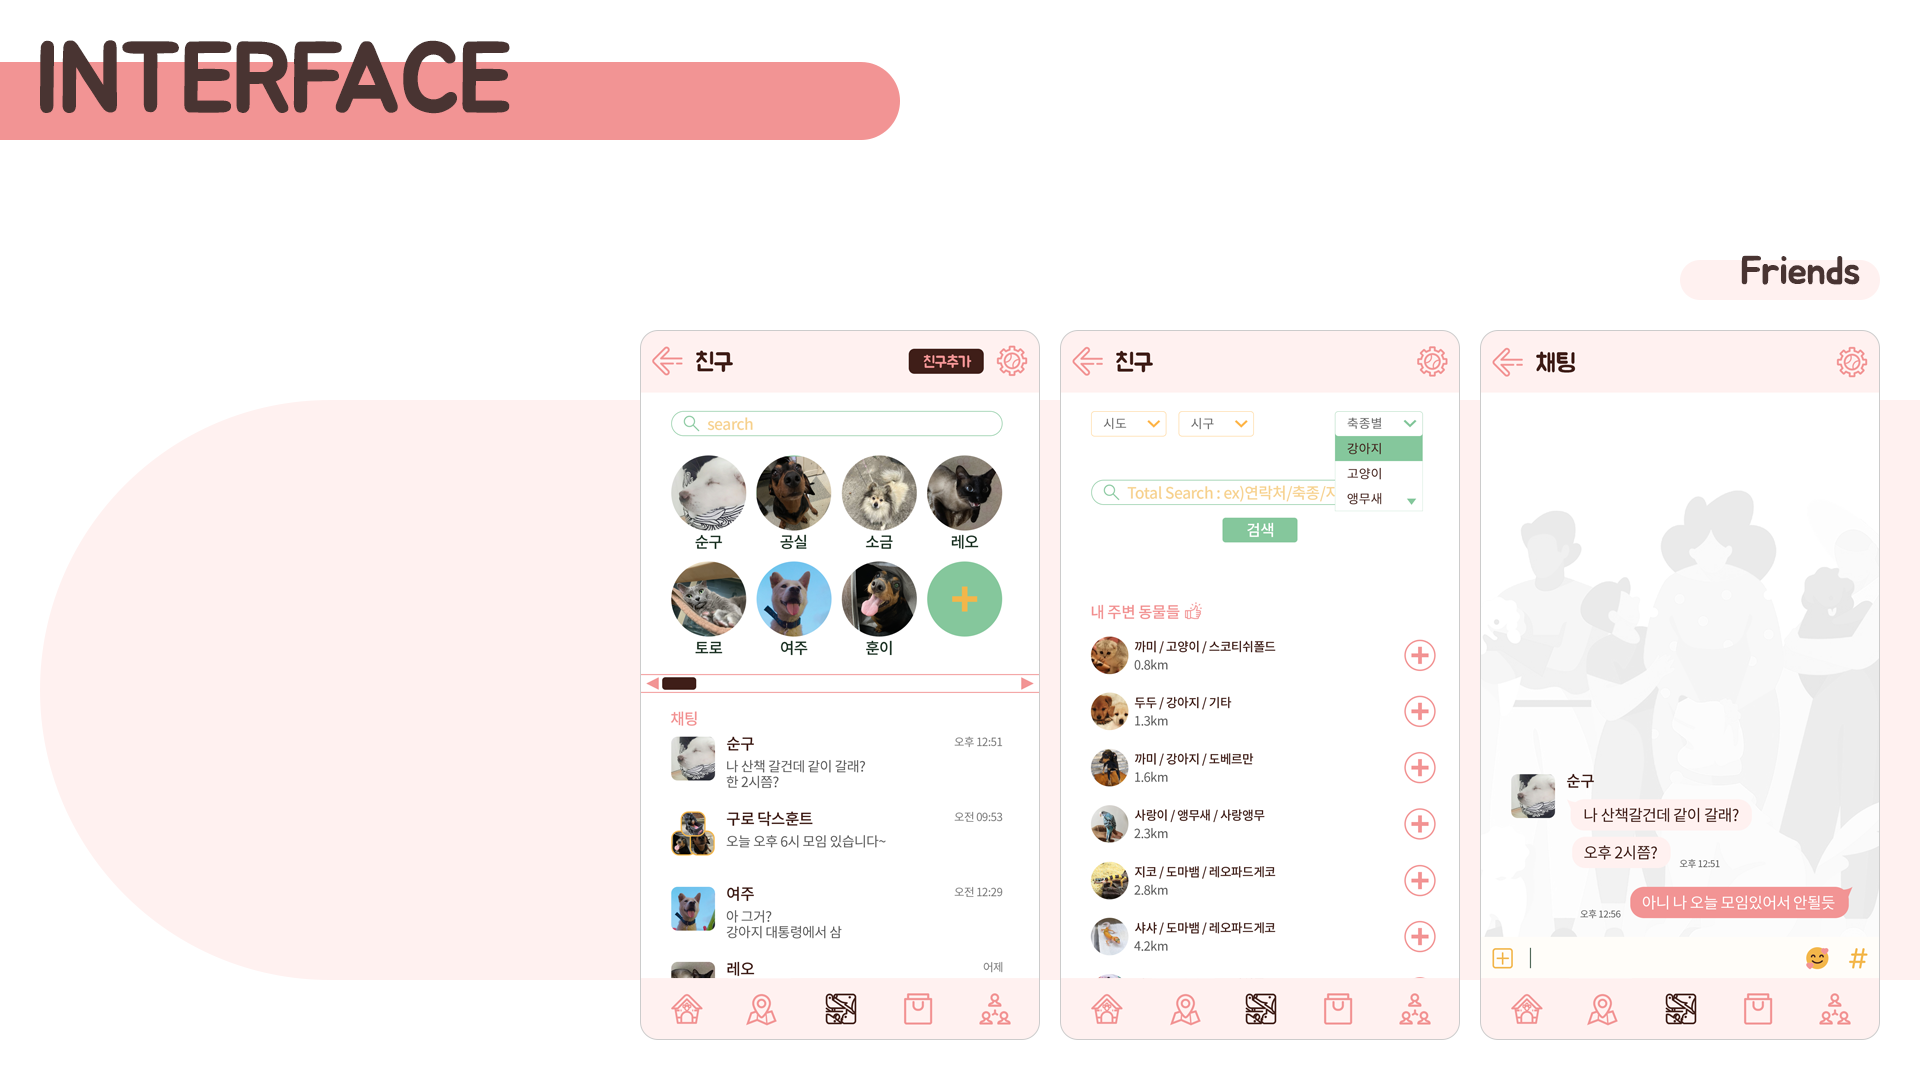 INTERFACE
Friends
친구
친구추가
search
순구
공실
소금
레오
토로
여주
훈이
채팅
순구
오후 12:51
나 산책 갈건데 같이 갈래?
한 2시쯤?
구로 닥스훈트
오전 09:53
오늘 오후 6시 모임 있습니다~
여주
오전 12:29
아 그거?
강아지 대통령에서 삼
레오
어제
친구
시도
시구
축종별
강아지
고양이
앵무새
Total Search : ex)연락처/축종/지
검색
내 주변 동물들
까미 / 고양이 / 스코티쉬폴드
0.8km
두두 / 강아지 / 기타
1.3km
까미 / 강아지 / 도베르만
1.6km
사랑이 / 앵무새 / 사랑앵무
2.3km
지코 / 도마뱀 / 레오파드게코
2.8km
샤샤 / 도마뱀 / 레오파드게코
4.2km
채팅
순구
나 산책갈건데 같이 갈래?
오후 2시쯤?
오후 12:51
아니 나 오늘 모임있어서 안될듯
오후 12:56
#